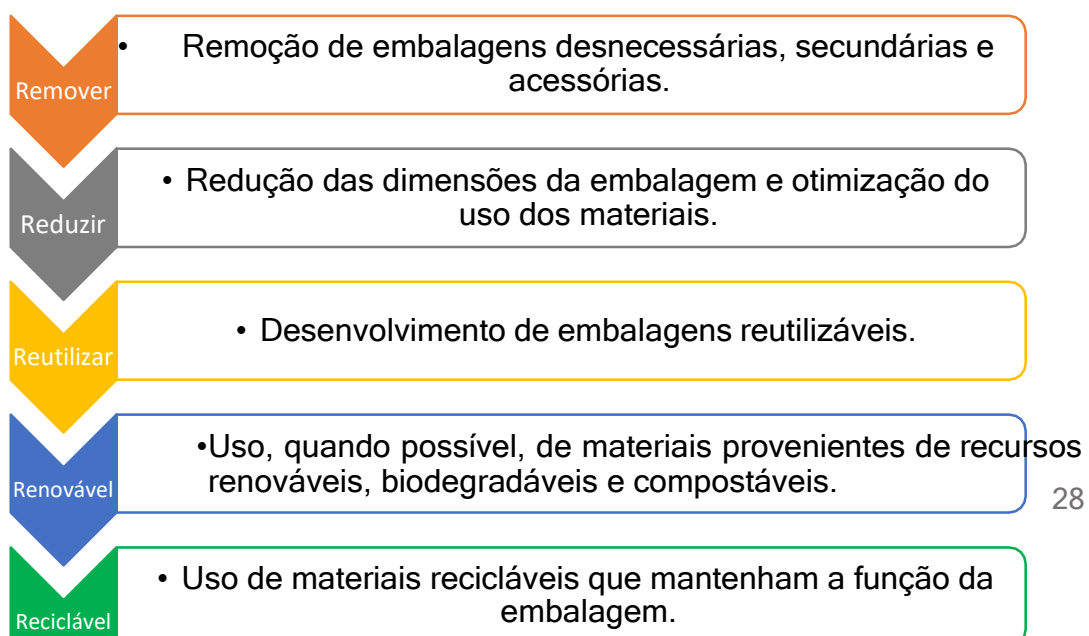 Remover
• Remoção de embalagens desnecessárias, secundárias e
acessórias.
Reduzir
• Redução das dimensões da embalagem e otimização do
uso dos materiais.
Reutilizar
• Desenvolvimento de embalagens reutilizáveis.
Renovável
•Uso, quando possível, de materiais provenientes de recursos
renováveis, biodegradáveis e compostáveis.
28
Reciclável
• Uso de materiais recicláveis que mantenham a função da
embalagem.